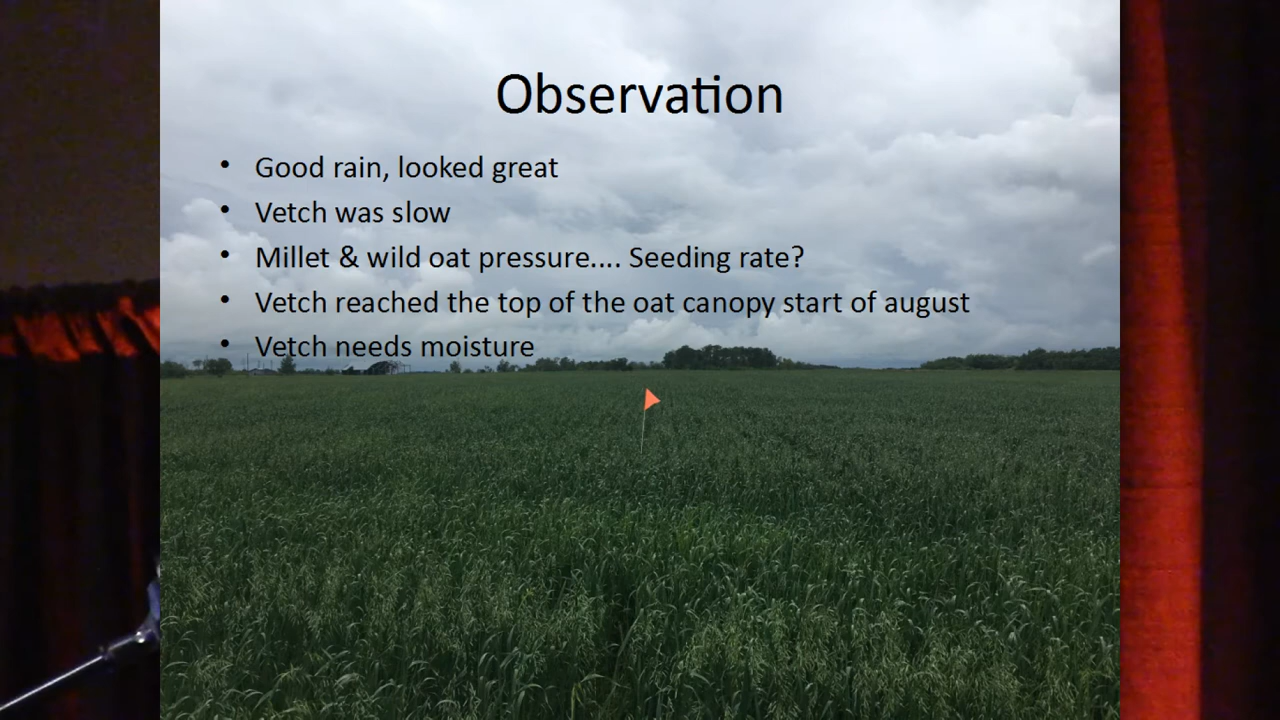 Observation
• Good rain, looked great
• Vetch was slow
• Millet & wild oat pressure.... Seeding rate?
• Vetch reached the top of the oat canopy start of august
• Vetch needs moisture